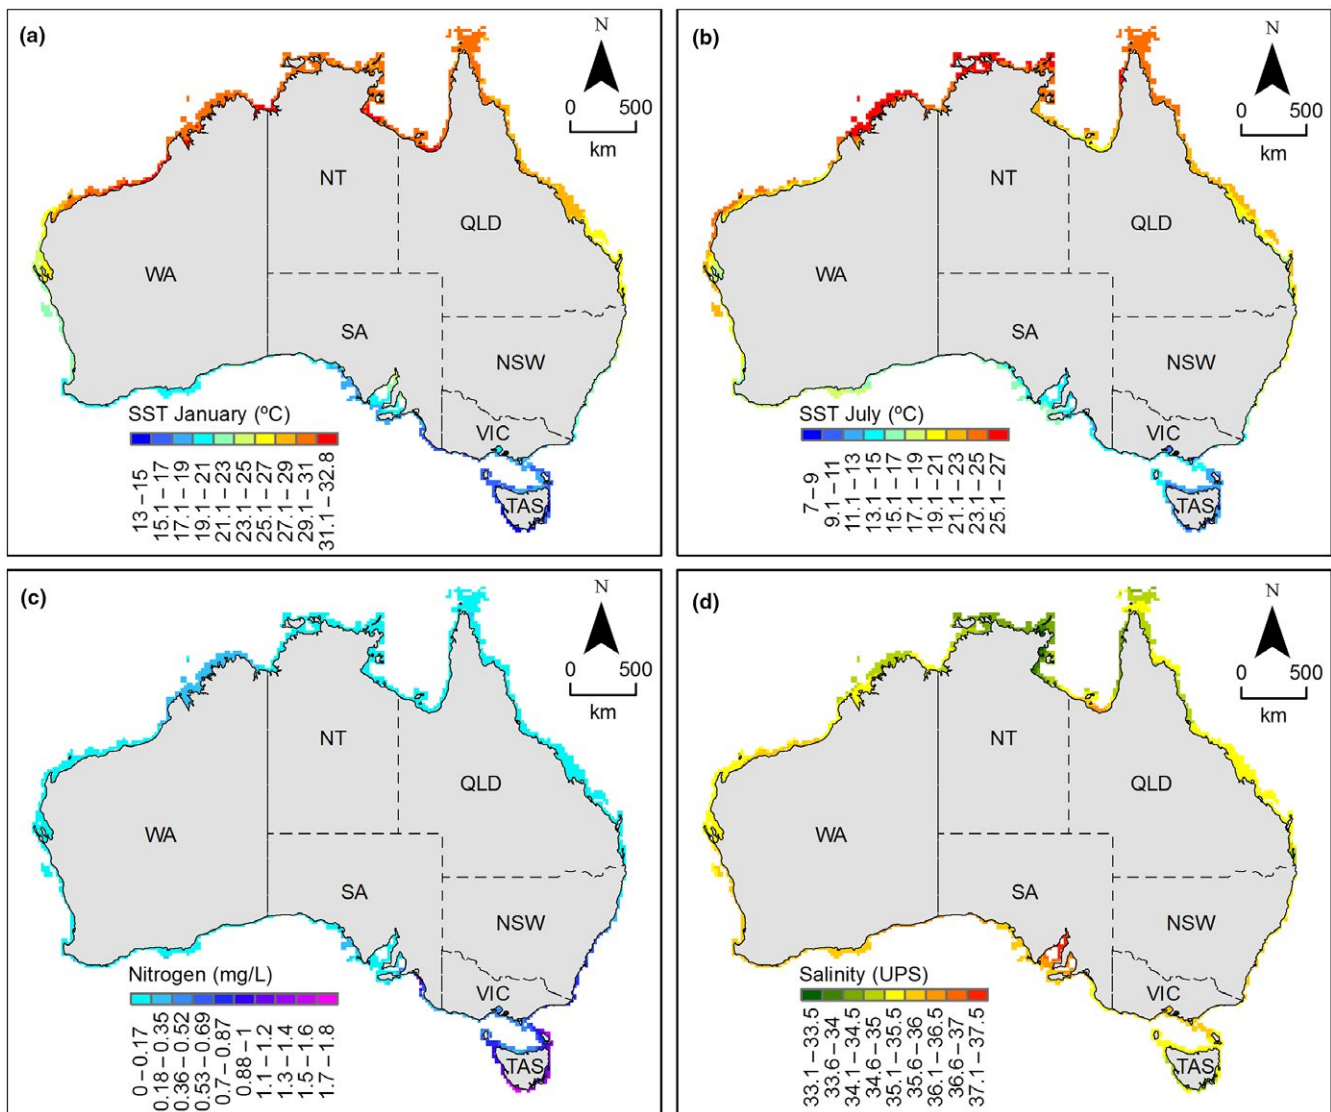 (a)
N
0 500
km
NT
QLD
WA
SA
NSW
VIC
TAS
SST January (ºC)
13 – 15
15.1 – 17
17.1 – 19
19.1 – 21
21.1 – 23
23.1 – 25
25.1 – 27
27.1 – 29
29.1 – 31
31.1 – 32.8
(b)
N
0 500
km
NT
QLD
WA
SA
NSW
VIC
TAS
SST July (ºC)
7 – 9
9.1 – 11
11.1 – 13
13.1 – 15
15.1 – 17
17.1 – 19
19.1 – 21
21.1 – 23
23.1 – 25
25.1 – 27
(c)
N
0 500
km
NT
QLD
WA
SA
NSW
VIC
TAS
Nitrogen (mg/L)
0 – 0.17
0.18 – 0.35
0.36 – 0.52
0.53 – 0.69
0.7 – 0.87
0.88 – 1
1.1 – 1.2
1.3 – 1.4
1.5 – 1.6
1.7 – 1.8
(d)
N
0 500
km
NT
QLD
WA
SA
NSW
VIC
TAS
Salinity (UPS)
33.1 – 33.5
33.6 – 34
34.1 – 34.5
34.6 – 35
35.1 – 35.5
35.6 – 36
36.1 – 36.5
36.6 – 37
37.1 – 37.5